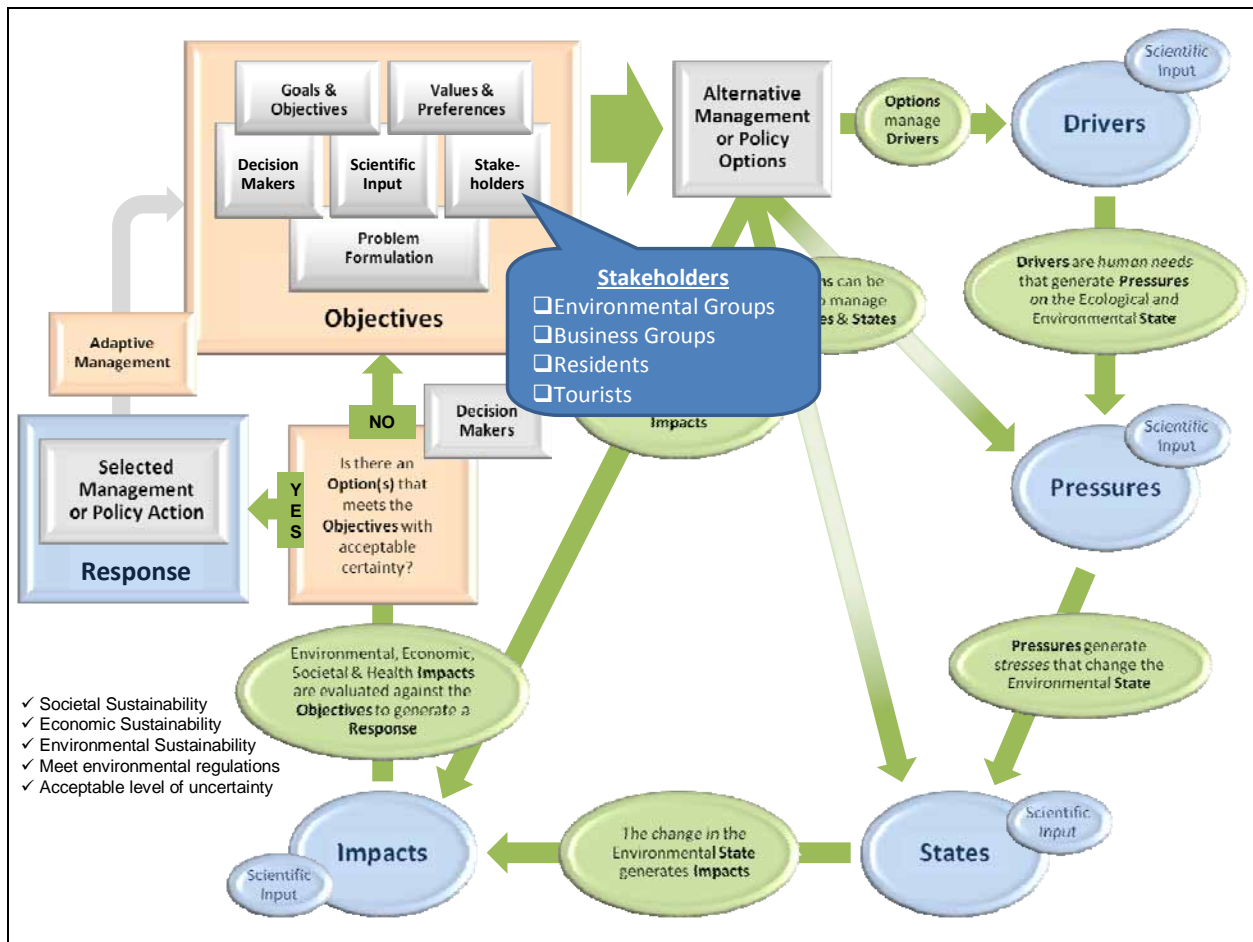 Goals &
Objectives
Values &
Preferences
Decision
Makers
Scientific
Input
Stake-
holders
Problem
Formulation
Objectives
Stakeholders
❑Environmental Groups
❑Business Groups
❑Residents
❑Tourists
Alternative
Management
or Policy
Options
Options
manage
Drivers
Scientific
Input
Drivers
Drivers are human needs
that generate Pressures
on the Ecological and
Environmental State
can be
manage
& States
Impacts
Scientific
Input
Pressures
Pressures generate
stresses that change the
Environmental State
Scientific
Input
States
The change in the
Environmental State
generates Impacts
Impacts
Scientific
Input
Environmental, Economic,
Societal & Health Impacts
are evaluated against the
Objectives to generate a
Response
✓ Societal Sustainability
✓ Economic Sustainability
✓ Environmental Sustainability
✓ Meet environmental regulations
✓ Acceptable level of uncertainty
Is there an
Option(s) that
meets the
Objectives with
acceptable
certainty?
Decision
Makers
NO
YES
Selected
Management
or Policy Action
Response
Adaptive
Management